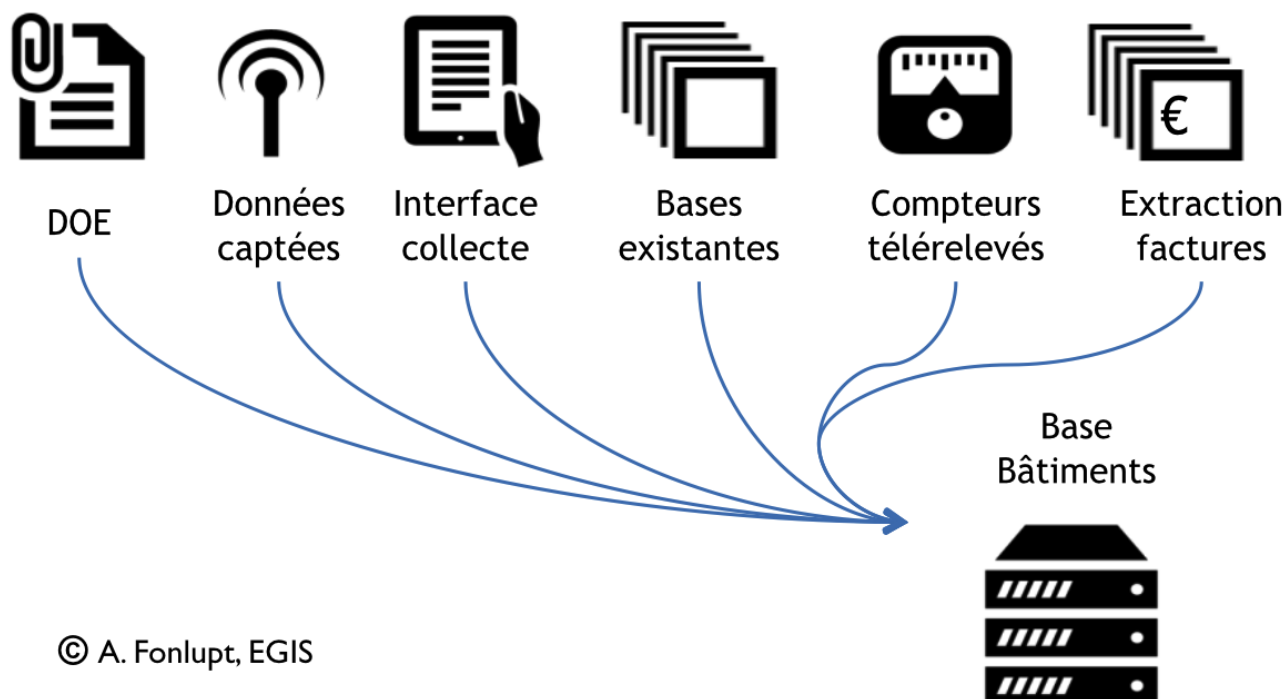 €
DOE
Données
captées
Interface
collecte
Bases
existantes
Compteurs
télérelevés
Extraction
factures
Base
Bâtiments
© A. Fonlupt, EGIS